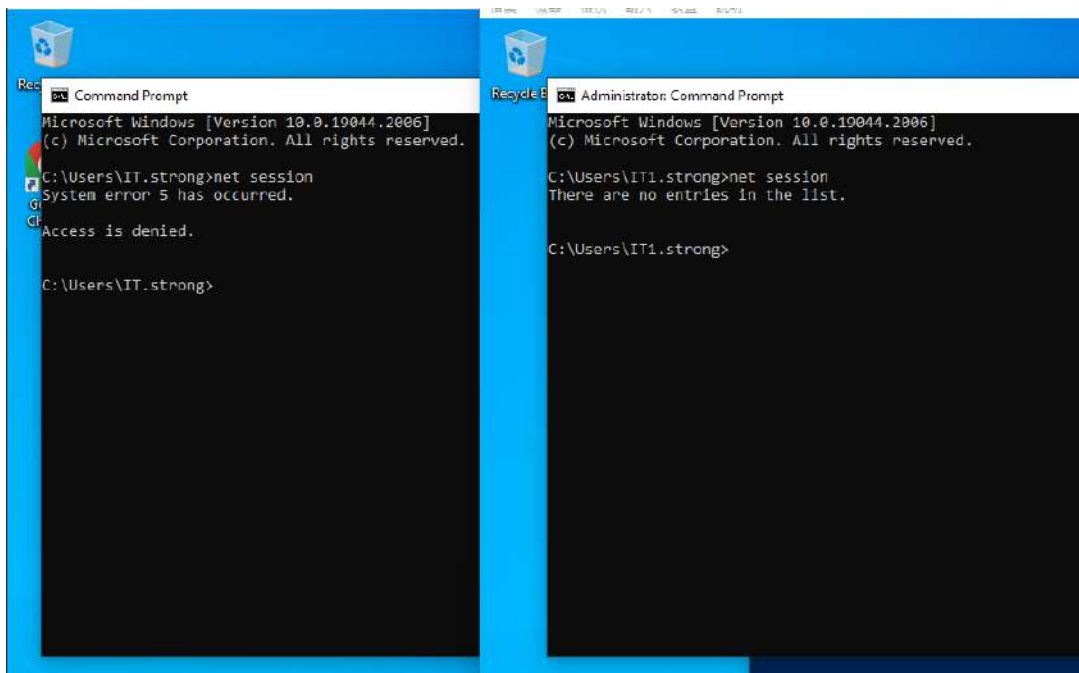 Rec
Command Prompt
Microsoft Windows [Version 10.0.19044.2006]
(c) Microsoft Corporation. All rights reserved.
C:\Users\IT.strong>net session
System error 5 has occurred.
Access is denied.
C:\Users\IT.strong>
Recycle B
Administrator: Command Prompt
Microsoft Windows [Version 10.0.19044.2006]
(c) Microsoft Corporation. All rights reserved.
C:\Users\IT1.strong>net session
There are no entries in the list.
C:\Users\IT1.strong>